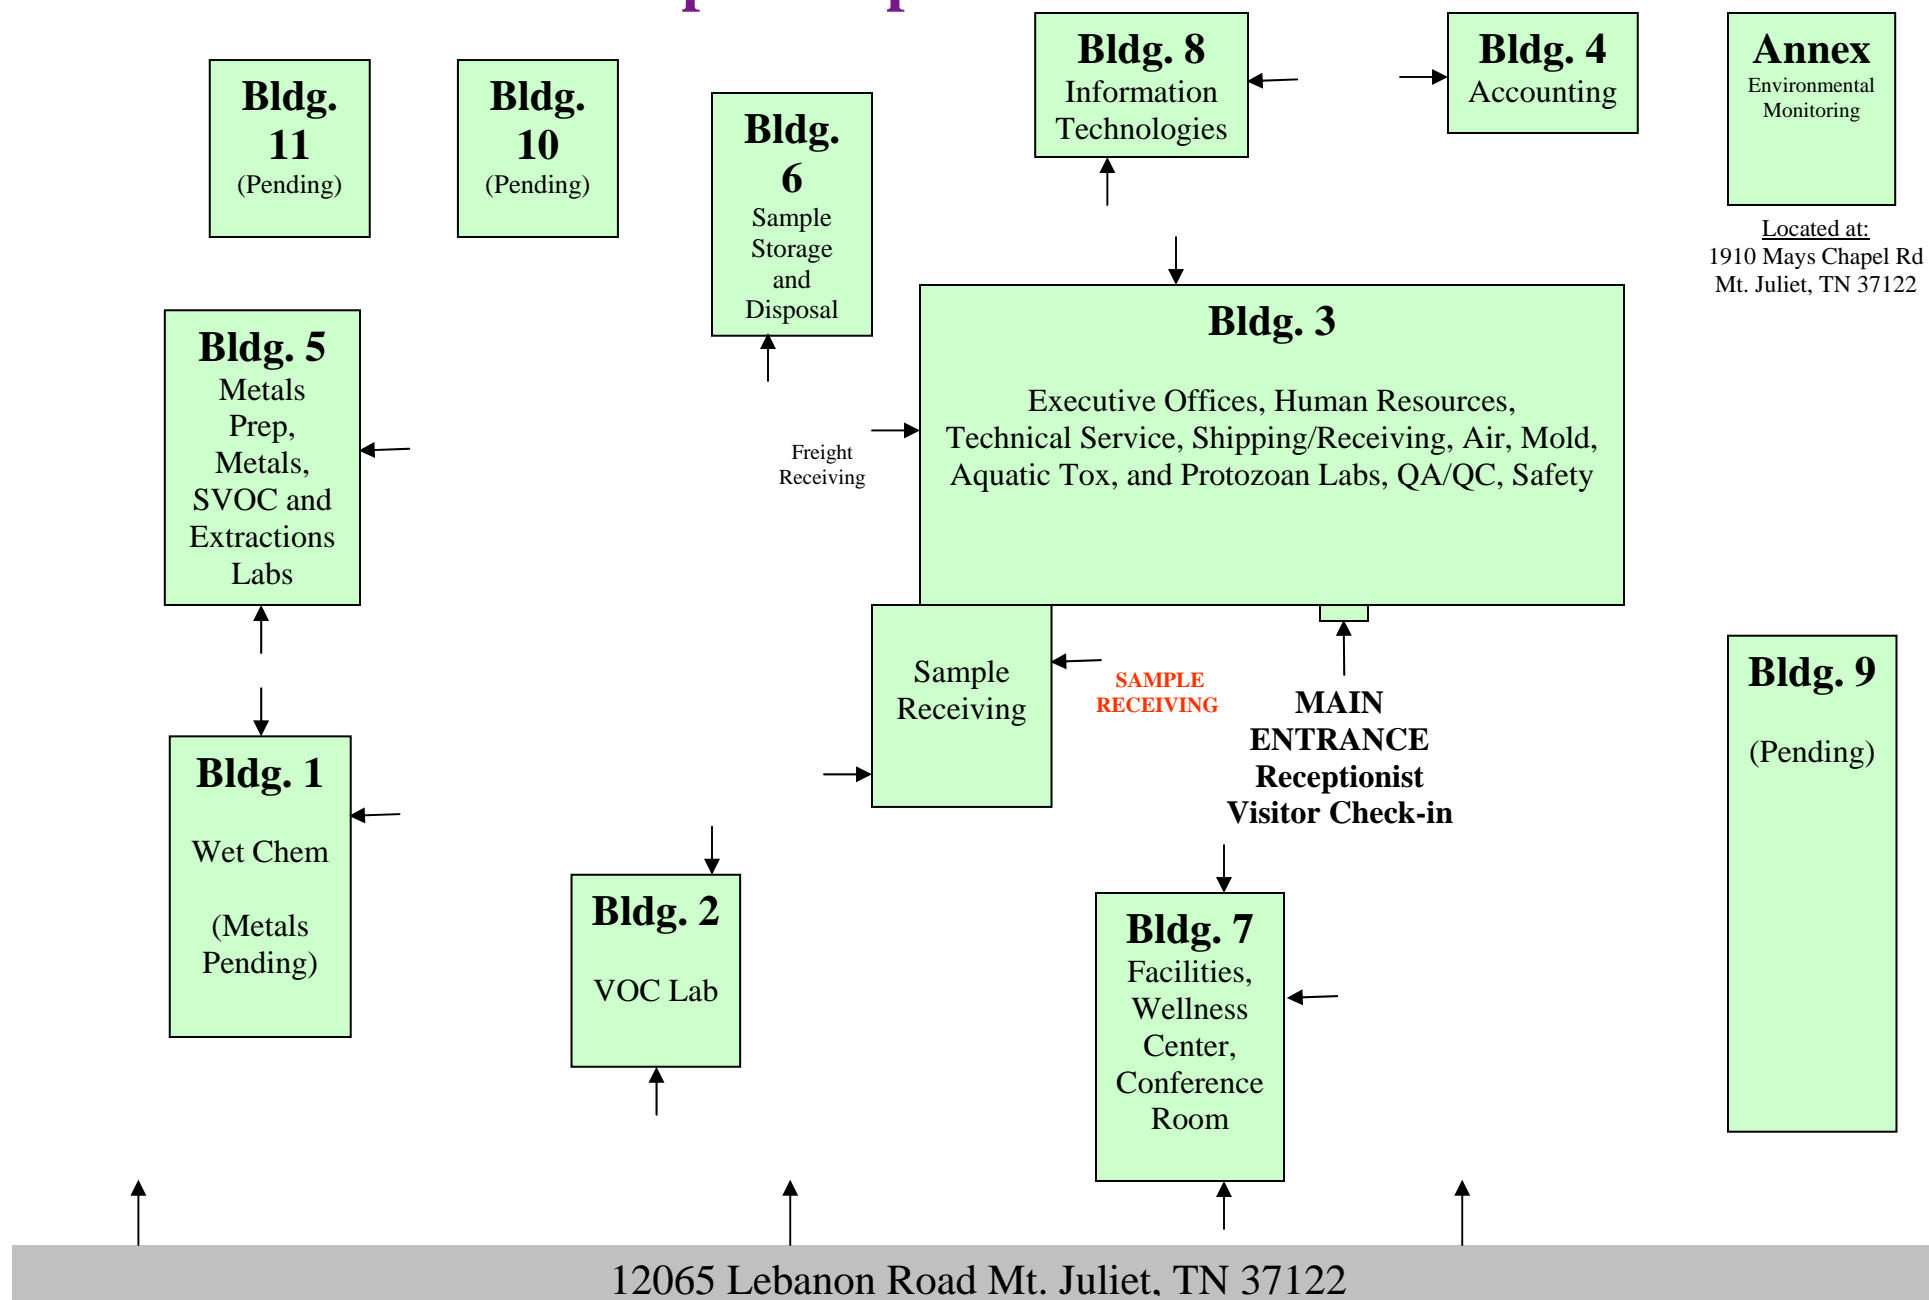 Bldg. 8
Information
Technologies
Bldg. 4
Accounting
Annex
Environmental
Monitoring
Located at:
1910 Mays Chapel Rd
Mt. Juliet, TN 37122
Bldg.
11
(Pending)
Bldg.
10
(Pending)
Bldg.
6
Sample
Storage
and
Disposal
Bldg. 5
Metals
Prep,
Metals,
SVOC and
Extractions
Labs
Freight
Receiving
Bldg. 3
Executive Offices, Human Resources,
Technical Service, Shipping/Receiving, Air, Mold,
Aquatic Tox, and Protozoan Labs, QA/QC, Safety
Sample
Receiving
SAMPLE
RECEIVING
MAIN
ENTRANCE
Receptionist
Visitor Check-in
Bldg. 9
(Pending)
Bldg. 1
Wet Chem
(Metals
Pending)
Bldg. 2
VOC Lab
Bldg. 7
Facilities,
Wellness
Center,
Conference
Room
12065 Lebanon Road Mt. Juliet, TN 37122